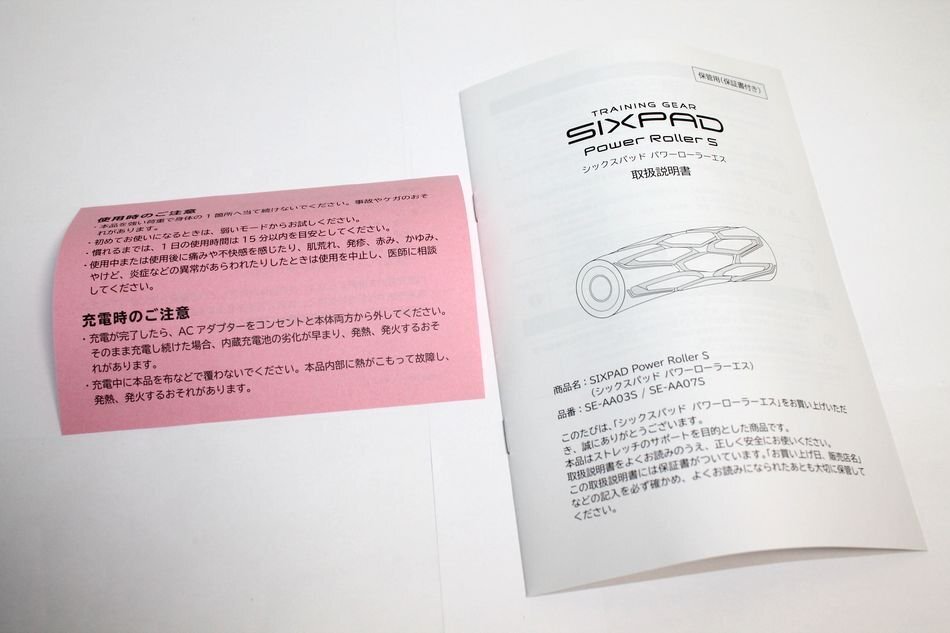 使用時のご注意
・本品を強い荷重で身体の1箇所へ当て続けないでください。事故やケガのおそ
れがあります。
・初めてお使いになるときは、弱いモードからお試しください。
・慣れるまでは、1日の使用時間は15分以内を目安としてください。
・使用中または使用後に痛みや不快感を感じたり、肌荒れ、発疹、赤み、かゆみ、
やけど、炎症などの異常があらわれたりしたときは使用を中止し、医師に相談
してください。
充電時のご注意
・充電が完了したら、ACアダプターをコンセントと本体両方から外してください。
そのまま充電し続けた場合、内蔵充電池の劣化が早まり、発熱、発火するおそ
れがあります。
・充電中に本品を布などで覆わないでください。本品内部に熱がこもって故障し、
発熱、発火するおそれがあります。
保管用(保証書付き)
TRAINING GEAR
SIXPAD
Power Roller S
シックスパッド パワーローラーエス
取扱説明書
商品名:SIXPAD Power Roller S
(シックスパッド パワーローラーエス)
品番:SE-AA03S / SE-AA07S
このたびは、「シックスパッド パワーローラーエス」をお買い上げいただ
き、誠にありがとうございます。
本品はストレッチのサポートを目的とした商品です。
取扱説明書をよくお読みのうえ、正しく安全にお使いください。
この取扱説明書には保証書がついています。「お買い上げ日、販売店名」
などの記入を必ず確かめ、よくお読みになられたあとも大切に保管して
ください。